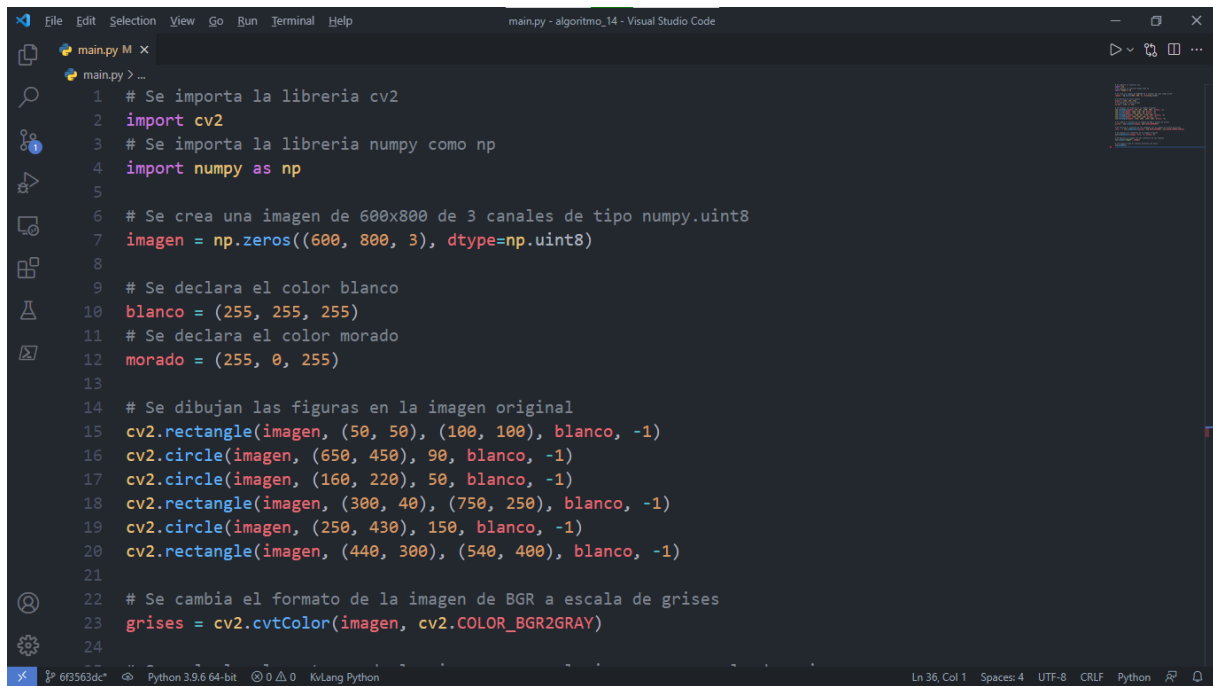 File Edit Selection View Go Run Terminal Help main.py - algoritmo_14 - Visual Studio Code
main.py M
main.py > ...
1 # Se importa la libreria cv2
2 import cv2
3 # Se importa la libreria numpy como np
4 import numpy as np
5
6 # Se crea una imagen de 600x800 de 3 canales de tipo numpy.uint8
7 imagen = np.zeros((600, 800, 3), dtype=np.uint8)
8
9 # Se declara el color blanco
10 blanco = (255, 255, 255)
11 # Se declara el color morado
12 morado = (255, 0, 255)
13
14 # Se dibujan las figuras en la imagen original
15 cv2.rectangle(imagen, (50, 50), (100, 100), blanco, -1)
16 cv2.circle(imagen, (650, 450), 90, blanco, -1)
17 cv2.circle(imagen, (160, 220), 50, blanco, -1)
18 cv2.rectangle(imagen, (300, 40), (750, 250), blanco, -1)
19 cv2.circle(imagen, (250, 430), 150, blanco, -1)
20 cv2.rectangle(imagen, (440, 300), (540, 400), blanco, -1)
21
22 # Se cambia el formato de la imagen de BGR a escala de grises
23 grises = cv2.cvtColor(imagen, cv2.COLOR_BGR2GRAY)
24
1
6f3563dc* Python 3.9.6 64-bit 0 0 KvLang Python Ln 36, Col 1 Spaces: 4 UTF-8 CRLF Python